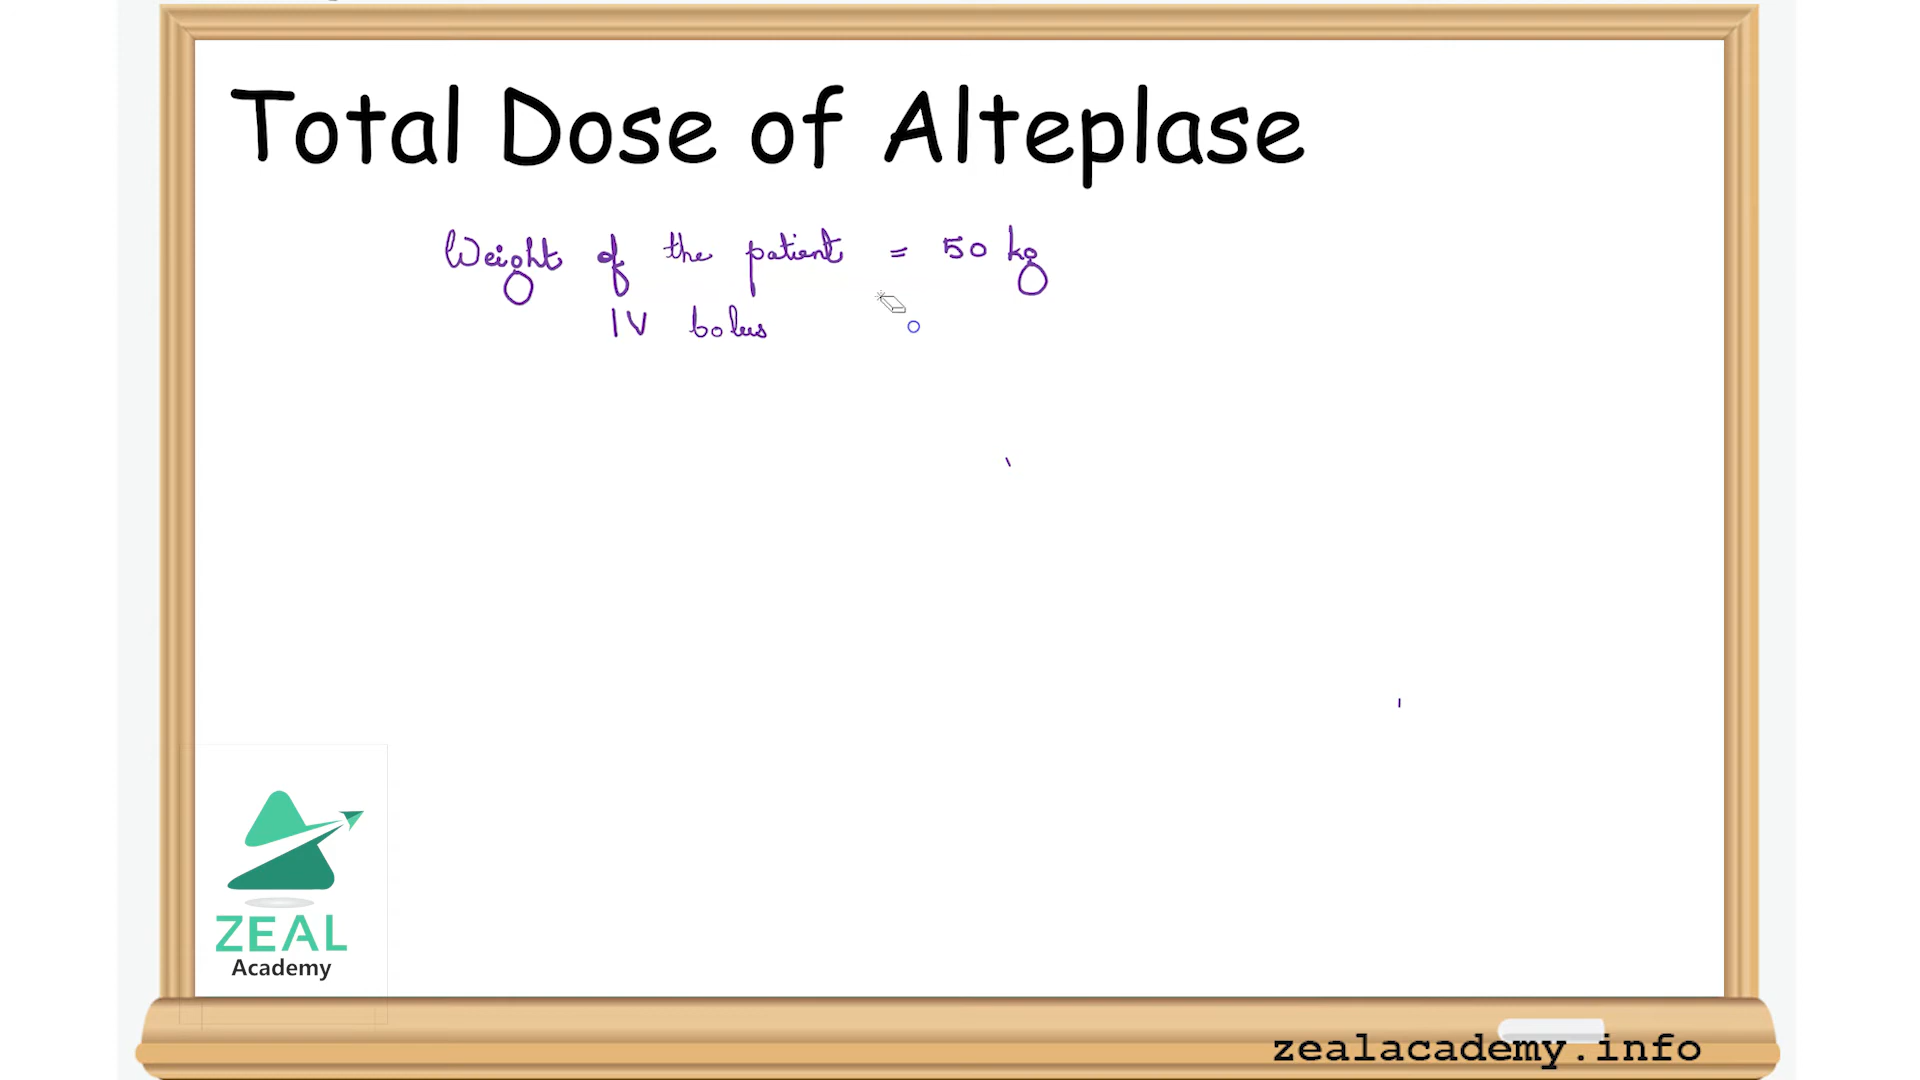 Total Dose of Alteplase
Weight of the patient = 50 kg
IV bolus
ZEAL
Academy
zealacademy.info